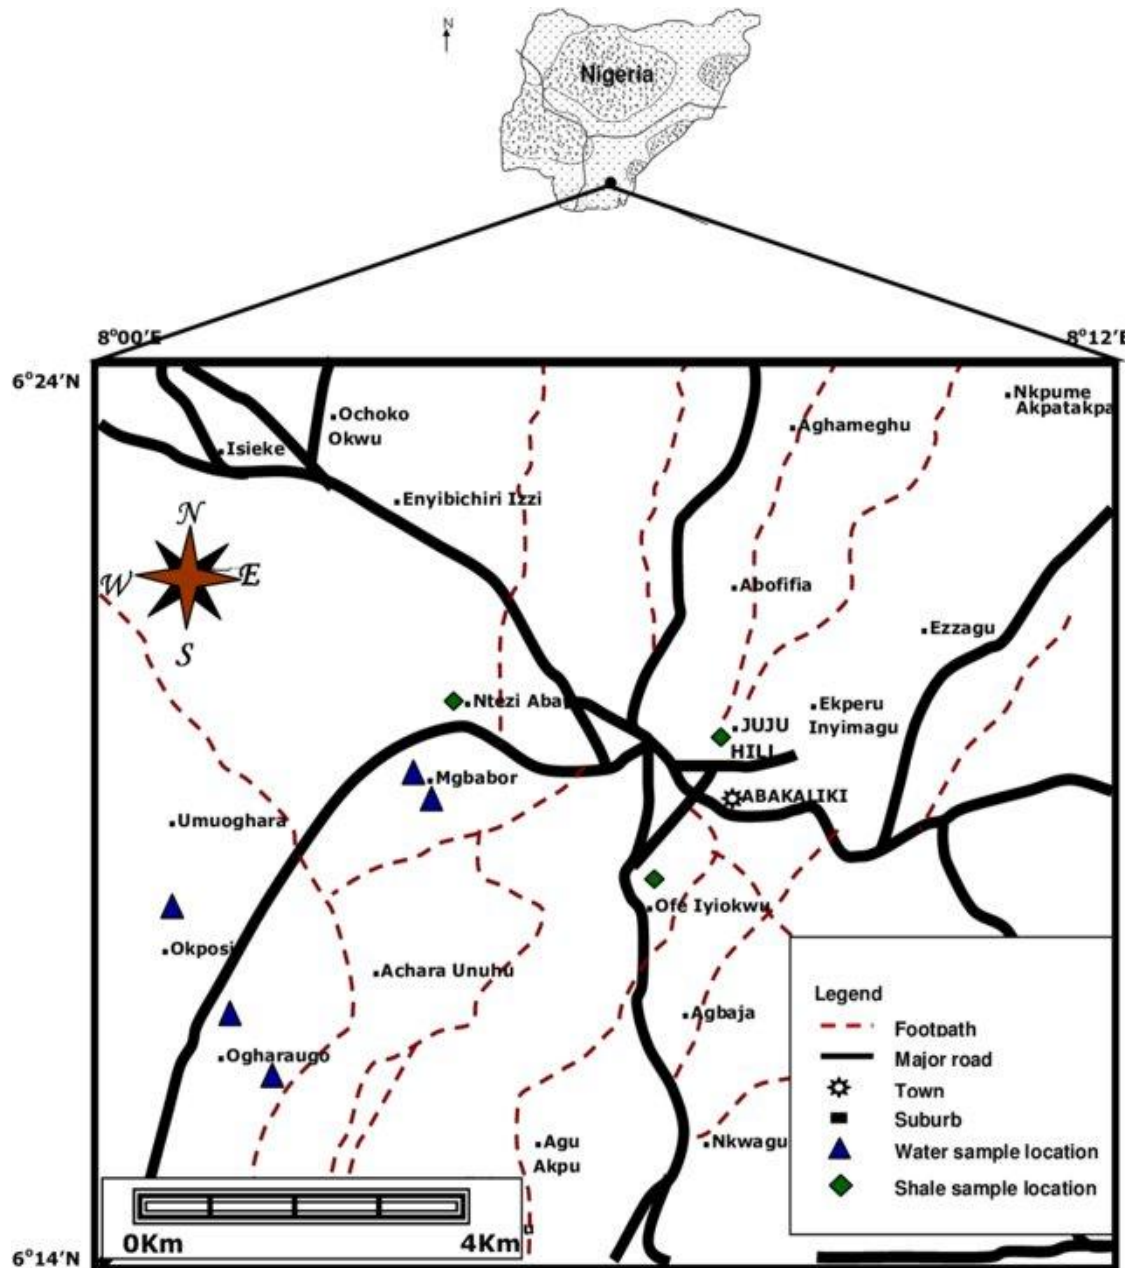 N
Nigeria
8°00'E
8°12'E
6°24'N
Nkpume
Akpatakpa
Ochoko
Okwu
Aghameghu
Isieke
Enyibichiri Izzi
N
W
E
S
Abofifia
Ezzagu
Ntezi Aba
Ekperu
Inyimagu
JUJU
HILL
Mgbabor
ABAKALIKI
Umuoghara
Ofe Iyiokwu
Okposi
Achara Unuhu
Agbaja
Ogharaugo
Agu
Akpu
Nkwagu
Legend
Footpath
Major road
Town
Suburb
Water sample location
Shale sample location
0Km
4Km
6°14'N